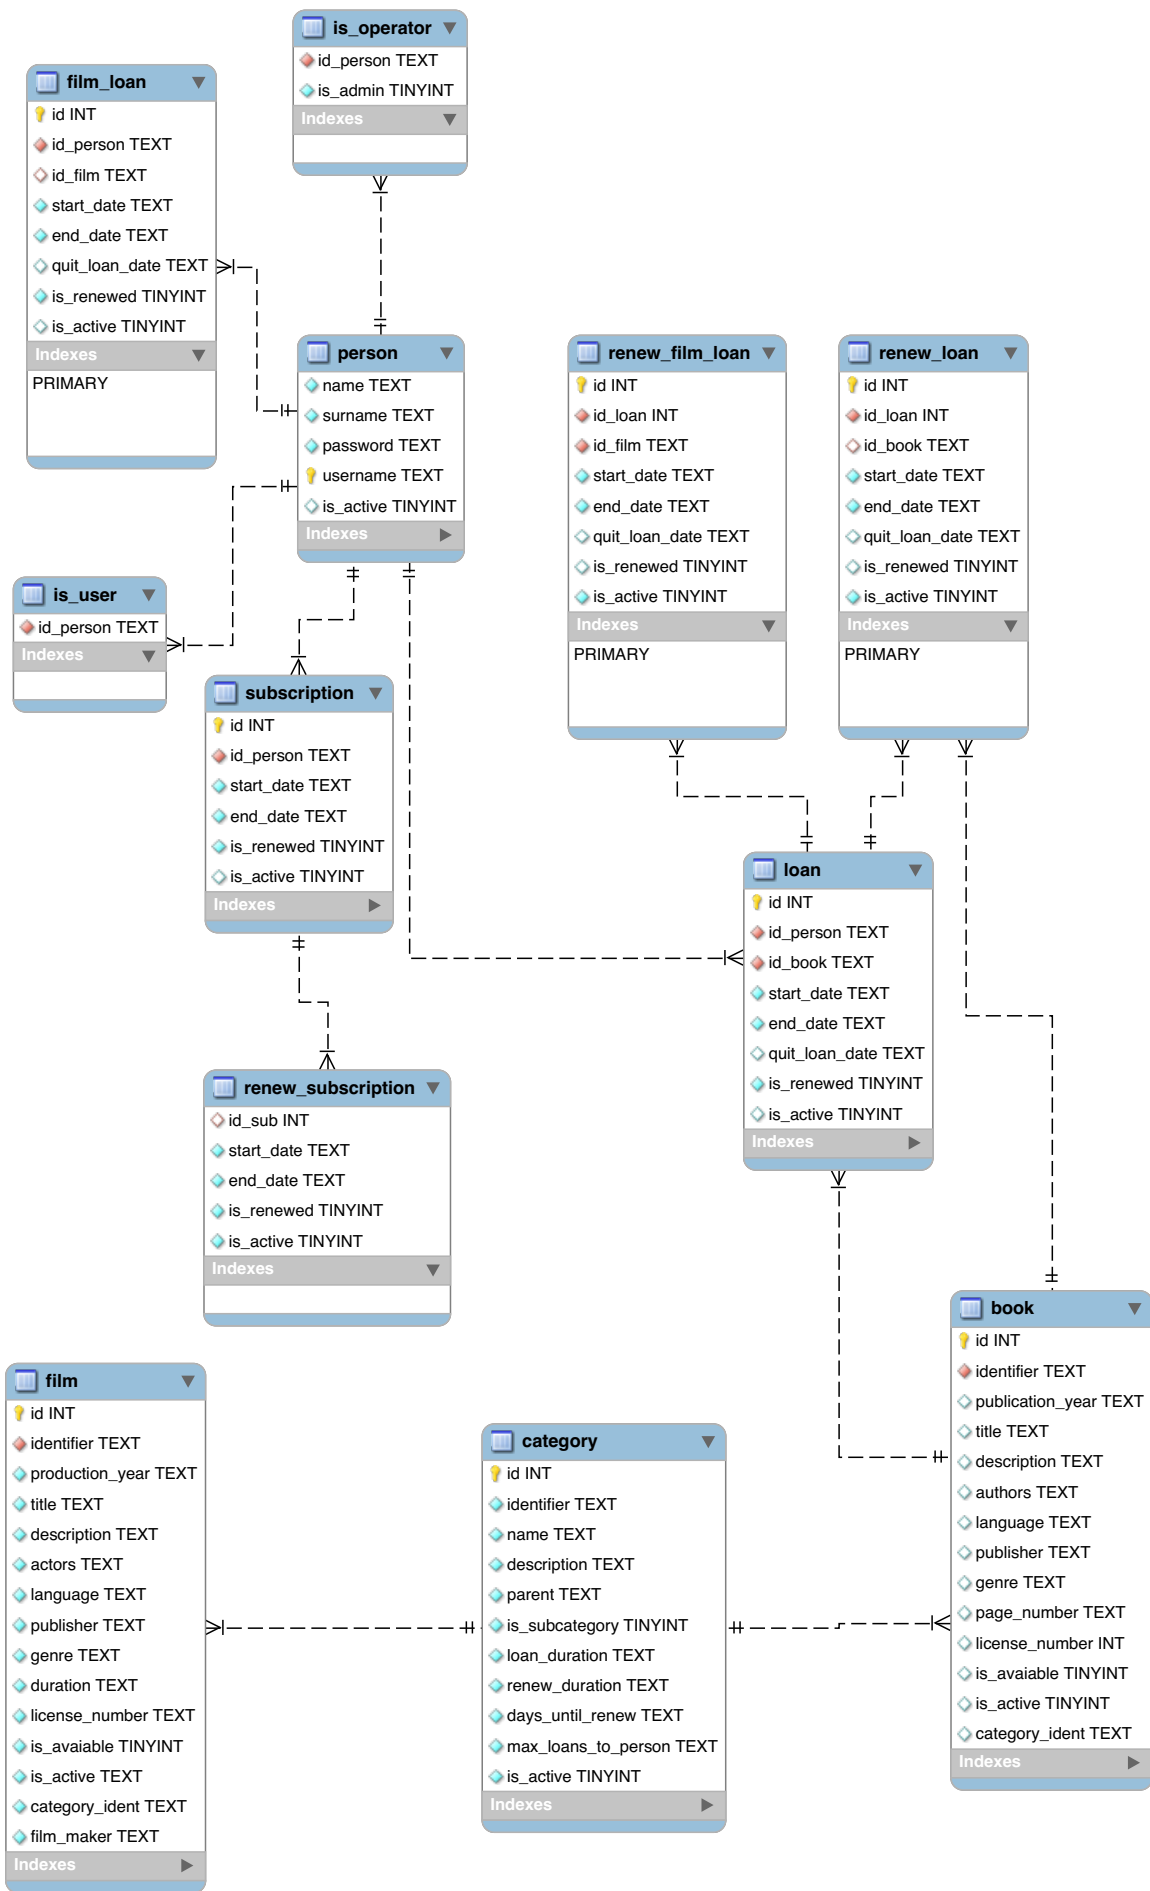 is_operator
id_person TEXT
is_admin TINYINT
Indexes
film_loan
id INT
id_person TEXT
id_film TEXT
start_date TEXT
end_date TEXT
quit_loan_date TEXT
is_renewed TINYINT
is_active TINYINT
Indexes
PRIMARY
person
name TEXT
surname TEXT
password TEXT
username TEXT
is_active TINYINT
Indexes
renew_film_loan
id INT
id_loan INT
id_film TEXT
start_date TEXT
end_date TEXT
quit_loan_date TEXT
is_renewed TINYINT
is_active TINYINT
Indexes
PRIMARY
renew_loan
id INT
id_loan INT
id_book TEXT
start_date TEXT
end_date TEXT
quit_loan_date TEXT
is_renewed TINYINT
is_active TINYINT
Indexes
PRIMARY
is_user
id_person TEXT
Indexes
subscription
id INT
id_person TEXT
start_date TEXT
end_date TEXT
is_renewed TINYINT
is_active TINYINT
Indexes
loan
id INT
id_person TEXT
id_book TEXT
start_date TEXT
end_date TEXT
quit_loan_date TEXT
is_renewed TINYINT
is_active TINYINT
Indexes
renew_subscription
id_sub INT
start_date TEXT
end_date TEXT
is_renewed TINYINT
is_active TINYINT
Indexes
book
id INT
identifier TEXT
publication_year TEXT
title TEXT
description TEXT
authors TEXT
language TEXT
publisher TEXT
genre TEXT
page_number TEXT
license_number INT
is_avaiable TINYINT
is_active TINYINT
category_ident TEXT
Indexes
film
id INT
identifier TEXT
production_year TEXT
title TEXT
description TEXT
actors TEXT
language TEXT
publisher TEXT
genre TEXT
duration TEXT
license_number TEXT
is_avaiable TINYINT
is_active TEXT
category_ident TEXT
film_maker TEXT
Indexes
category
id INT
identifier TEXT
name TEXT
description TEXT
parent TEXT
is_subcategory TINYINT
loan_duration TEXT
renew_duration TEXT
days_until_renew TEXT
max_loans_to_person TEXT
is_active TINYINT
Indexes